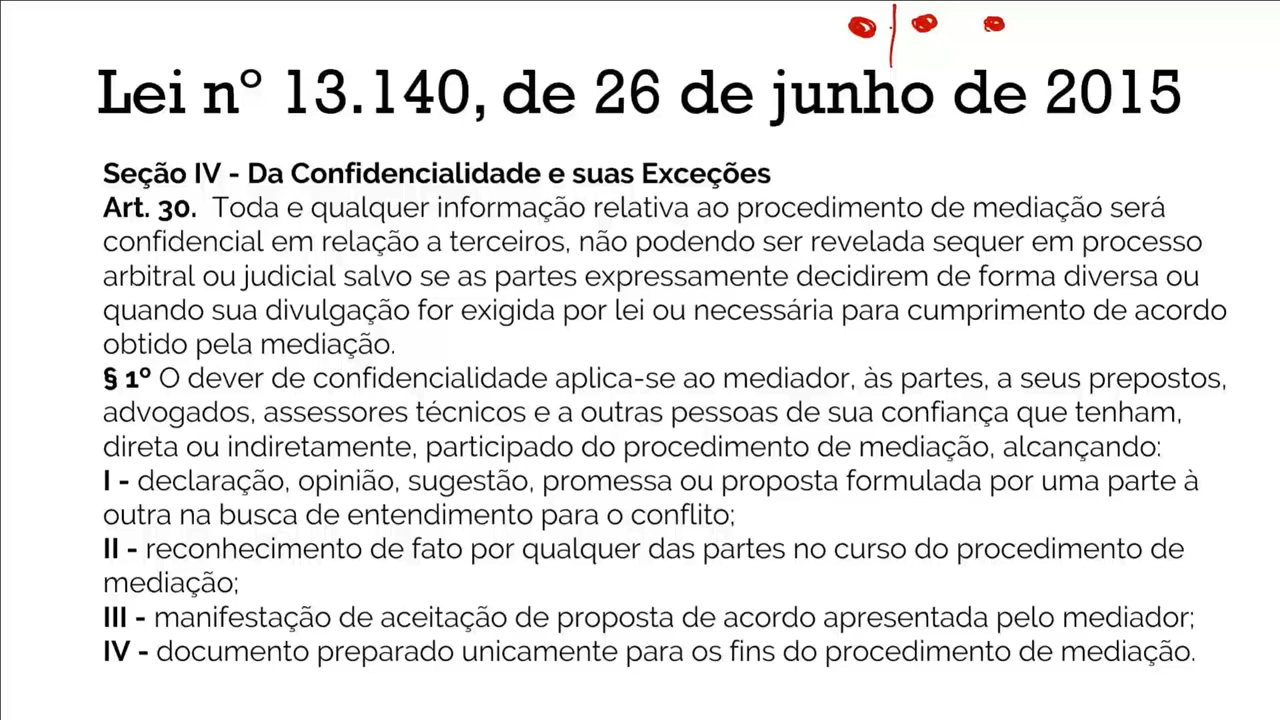 Lei nº 13.140, de 26 de junho de 2015
Seção IV - Da Confidencialidade e suas Exceções
Art. 30. Toda e qualquer informação relativa ao procedimento de mediação será
confidencial em relação a terceiros, não podendo ser revelada sequer em processo
arbitral ou judicial salvo se as partes expressamente decidirem de forma diversa ou
quando sua divulgação for exigida por lei ou necessária para cumprimento de acordo
obtido pela mediação.
§ 1º O dever de confidencialidade aplica-se ao mediador, às partes, a seus prepostos,
advogados, assessores técnicos e a outras pessoas de sua confiança que tenham,
direta ou indiretamente, participado do procedimento de mediação, alcançando:
I - declaração, opinião, sugestão, promessa ou proposta formulada por uma parte à
outra na busca de entendimento para o conflito;
II - reconhecimento de fato por qualquer das partes no curso do procedimento de
mediação;
III - manifestação de aceitação de proposta de acordo apresentada pelo mediador;
IV - documento preparado unicamente para os fins do procedimento de mediação.